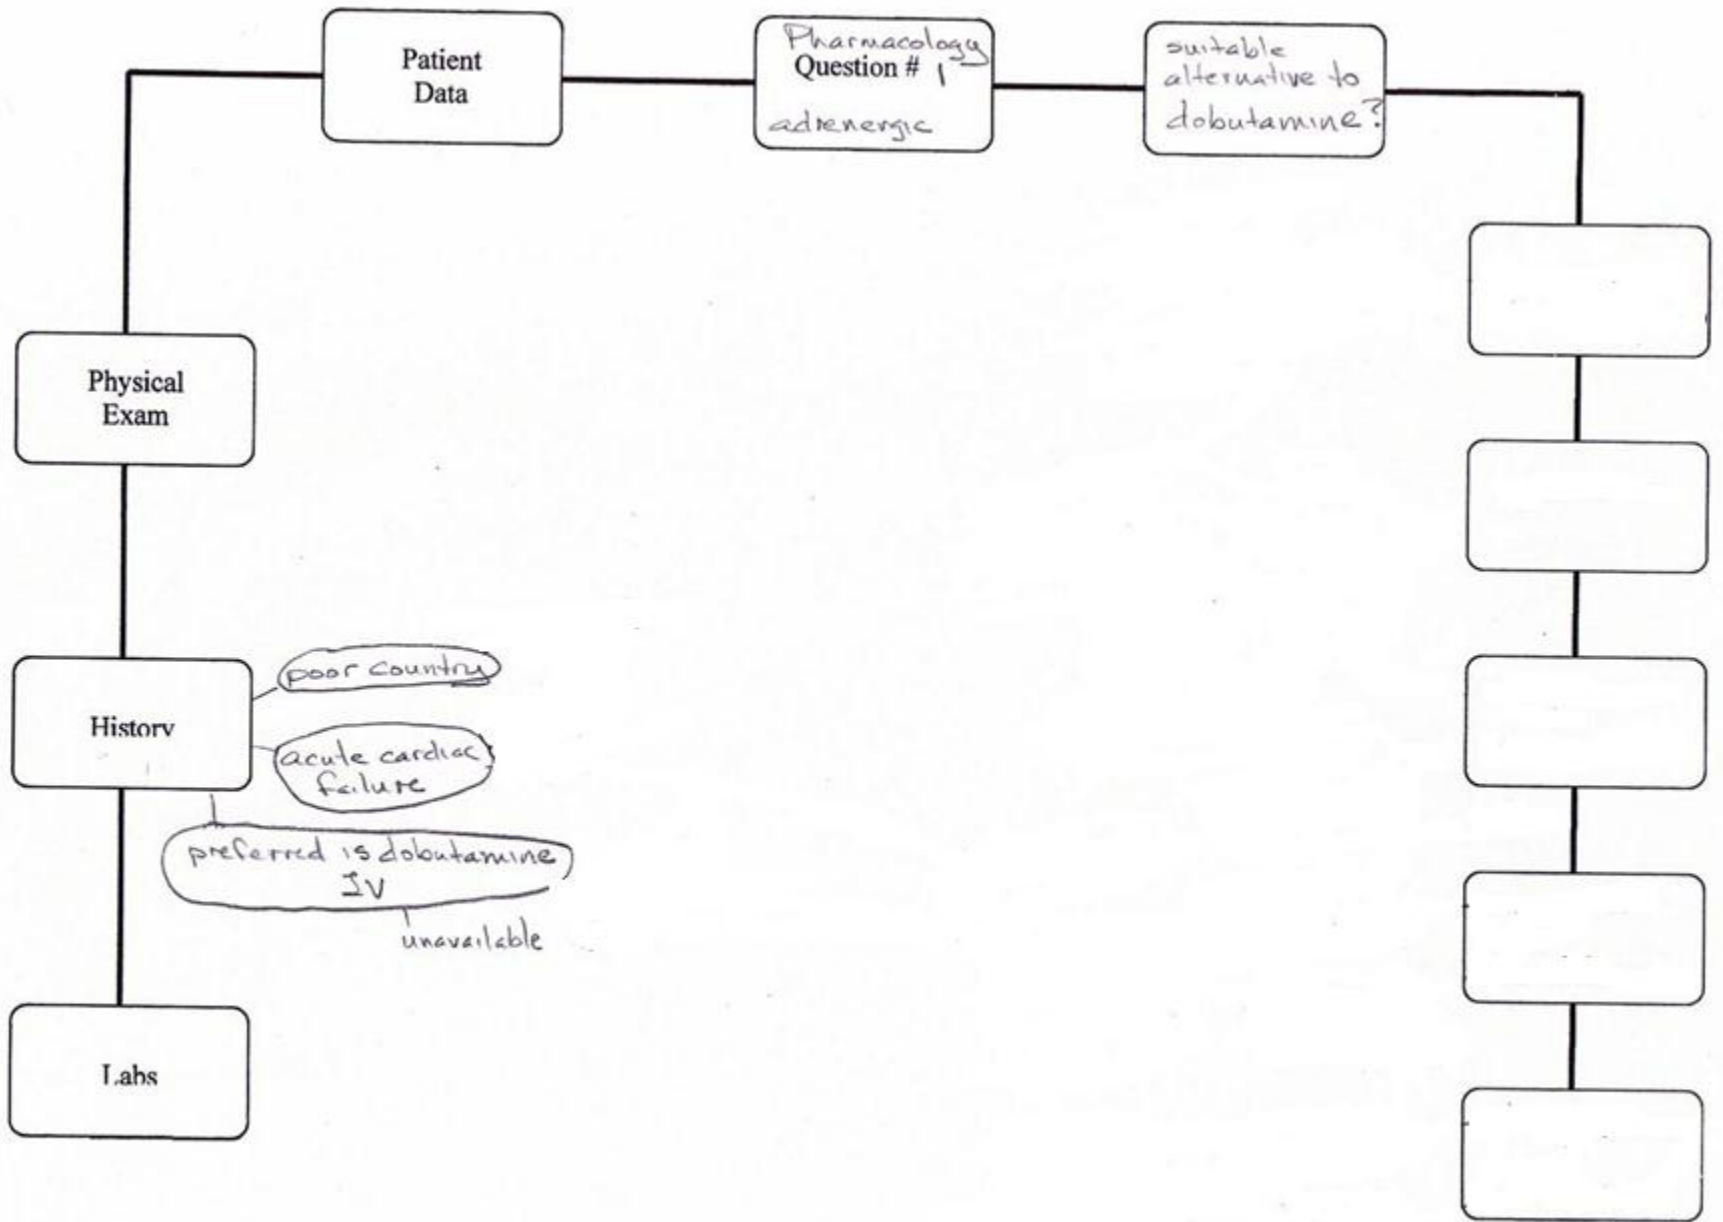 Patient
Data
Pharmacology
Question # 1
adrenergic
suitable
alternative to
dobutamine?
Physical
Exam
History
poor country
acute cardiac
failure
preferred is dobutamine
IV
unavailable
Labs